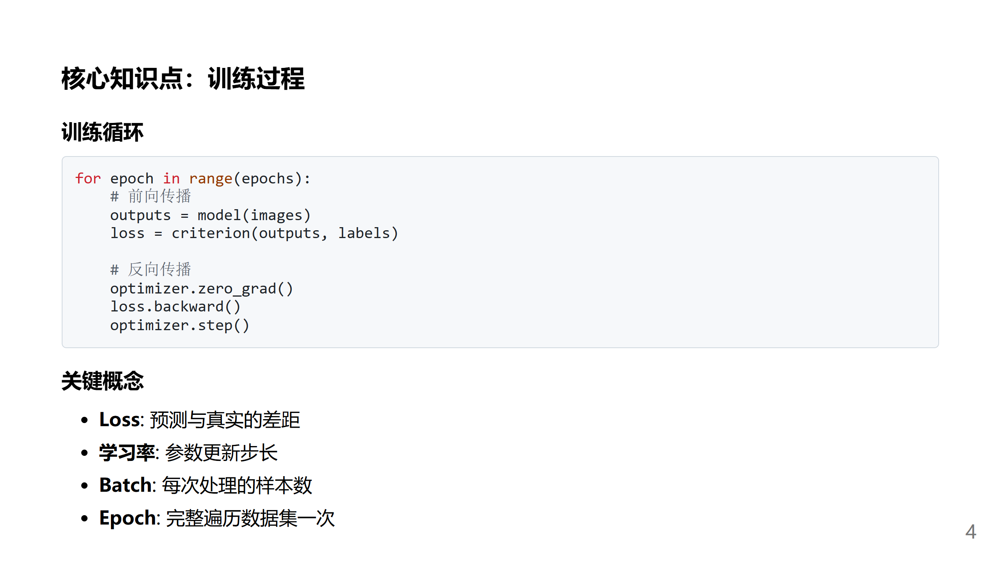 核心知识点：训练过程
训练循环
for epoch in range(epochs):
    # 前向传播
    outputs = model(images)
    loss = criterion(outputs, labels)

    # 反向传播
    optimizer.zero_grad()
    loss.backward()
    optimizer.step()
关键概念
• Loss: 预测与真实的差距
• 学习率: 参数更新步长
• Batch: 每次处理的样本数
• Epoch: 完整遍历数据集一次
4